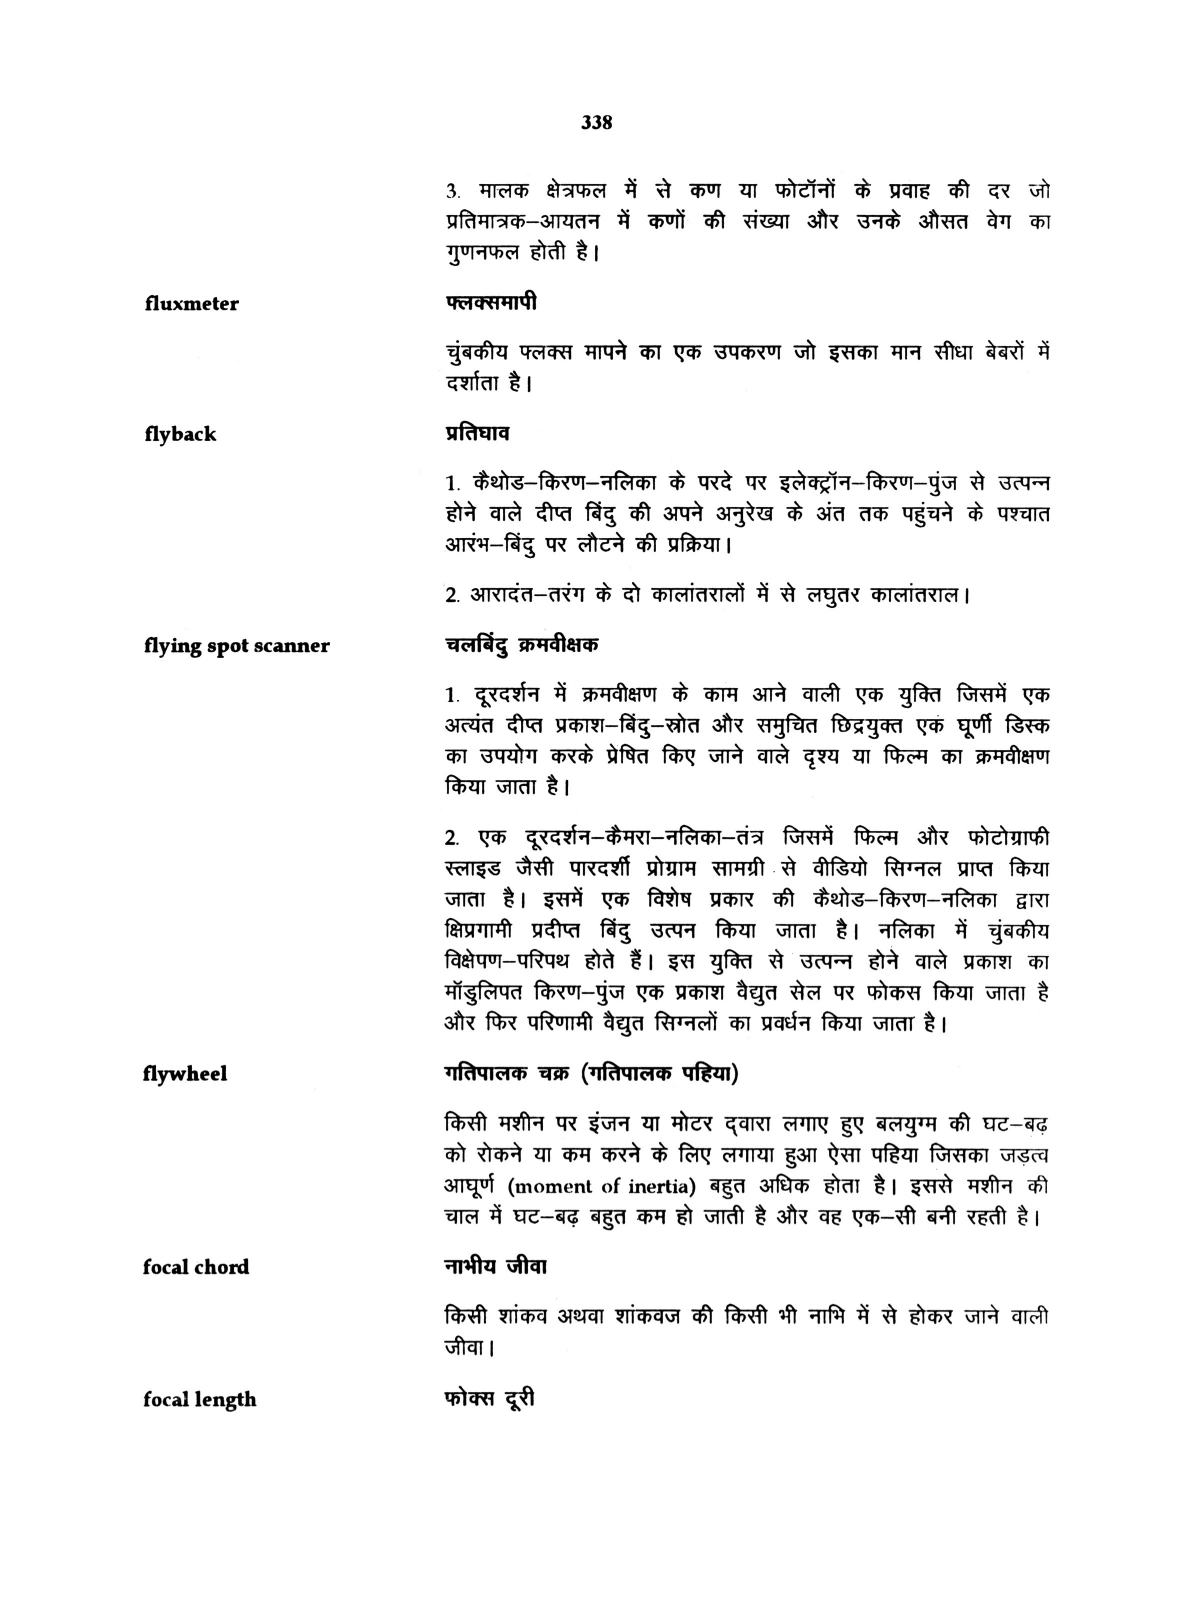 338
3. मालक क्षेत्रफल में से कण या फोटॉनों के प्रवाह की दर जो
प्रतिमात्रक–आयतन में कणों की संख्या और उनके औसत वेग का
गुणनफल होती है।
fluxmeter फ्लक्समापी
चुंबकीय फ्लक्स मापने का एक उपकरण जो इसका मान सीधा बेबरों में
दर्शाता है।
flyback प्रतिघाव
1. कैथोड–किरण–नलिका के परदे पर इलेक्ट्रॉन–किरण–पुंज से उत्पन्न
होने वाले दीप्त बिंदु की अपने अनुरेख के अंत तक पहुंचने के पश्चात
आरंभ–बिंदु पर लौटने की प्रक्रिया।
2. आरादंत–तरंग के दो कालांतरालों में से लघुतर कालांतराल।
flying spot scanner चलबिंदु क्रमवीक्षक
1. दूरदर्शन में क्रमवीक्षण के काम आने वाली एक युक्ति जिसमें एक
अत्यंत दीप्त प्रकाश–बिंदु–स्रोत और समुचित छिद्रयुक्त एक घूर्णी डिस्क
का उपयोग करके प्रेषित किए जाने वाले दृश्य या फिल्म का क्रमवीक्षण
किया जाता है।
2. एक दूरदर्शन–कैमरा–नलिका–तंत्र जिसमें फिल्म और फोटोग्राफी
स्लाइड जैसी पारदर्शी प्रोग्राम सामग्री से वीडियो सिग्नल प्राप्त किया
जाता है। इसमें एक विशेष प्रकार की कैथोड–किरण–नलिका द्वारा
क्षिप्रगामी प्रदीप्त बिंदु उत्पन किया जाता है। नलिका में चुंबकीय
विक्षेपण–परिपथ होते हैं। इस युक्ति से उत्पन्न होने वाले प्रकाश का
मॉडुलिपत किरण–पुंज एक प्रकाश वैद्युत सेल पर फोकस किया जाता है
और फिर परिणामी वैद्युत सिग्नलों का प्रवर्धन किया जाता है।
flywheel गतिपालक चक्र (गतिपालक पहिया)
किसी मशीन पर इंजन या मोटर द्‌वारा लगाए हुए बलयुग्म की घट–बढ़
को रोकने या कम करने के लिए लगाया हुआ ऐसा पहिया जिसका जड़त्व
आघूर्ण (moment of inertia) बहुत अधिक होता है। इससे मशीन की
चाल में घट–बढ़ बहुत कम हो जाती है और वह एक–सी बनी रहती है।
focal chord नाभीय जीवा
किसी शांकव अथवा शांकवज की किसी भी नाभि में से होकर जाने वाली
जीवा।
focal length फोक्स दूरी